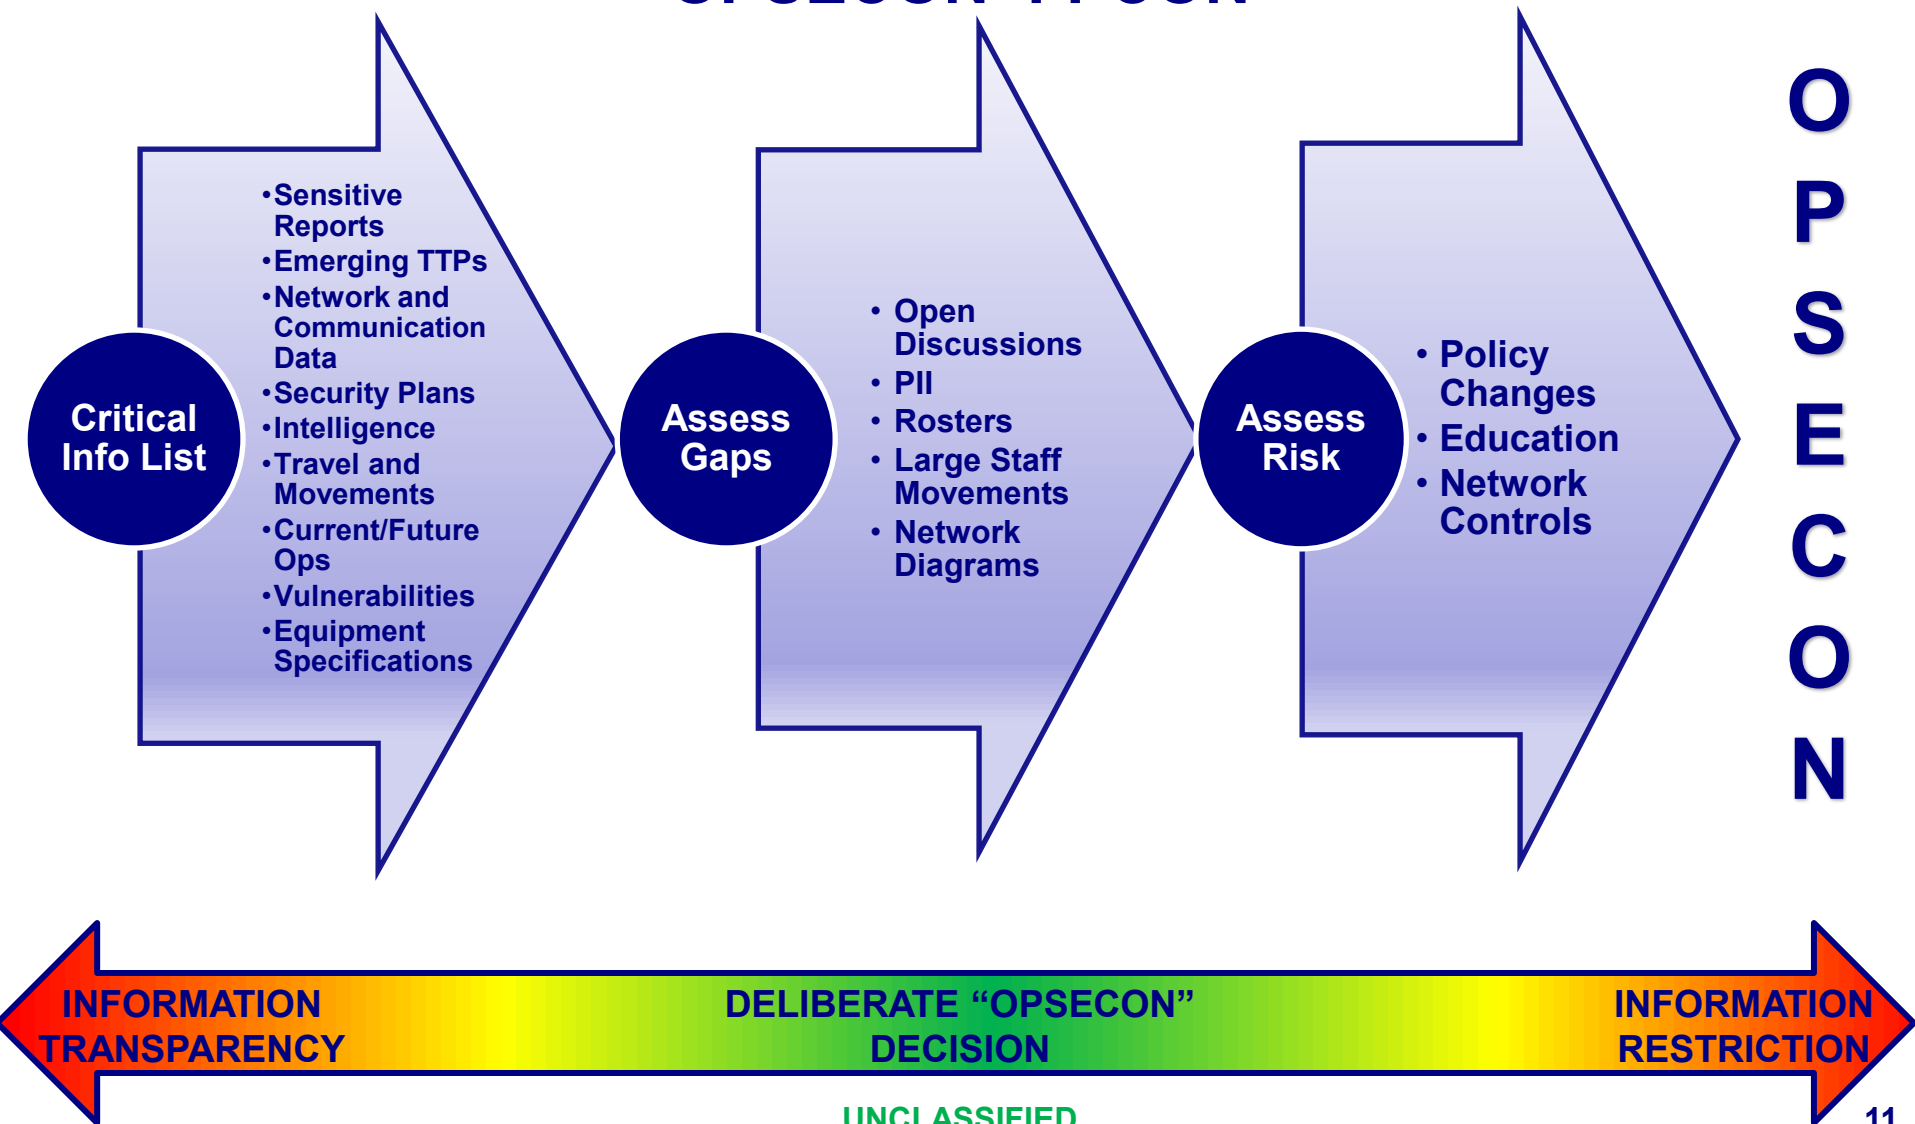 Critical
Info List
•Sensitive
Reports
•Emerging TTPs
•Network and
Communication
Data
•Security Plans
•Intelligence
•Travel and
Movements
•Current/Future
Ops
•Vulnerabilities
•Equipment
Specifications
Assess
Gaps
• Open
Discussions
• PII
• Rosters
• Large Staff
Movements
• Network
Diagrams
Assess
Risk
• Policy
Changes
• Education
• Network
Controls
O
P
S
E
C
O
N
INFORMATION
TRANSPARENCY
DELIBERATE “OPSECON”
DECISION
INFORMATION
RESTRICTION
UNCLASSIFIED
11